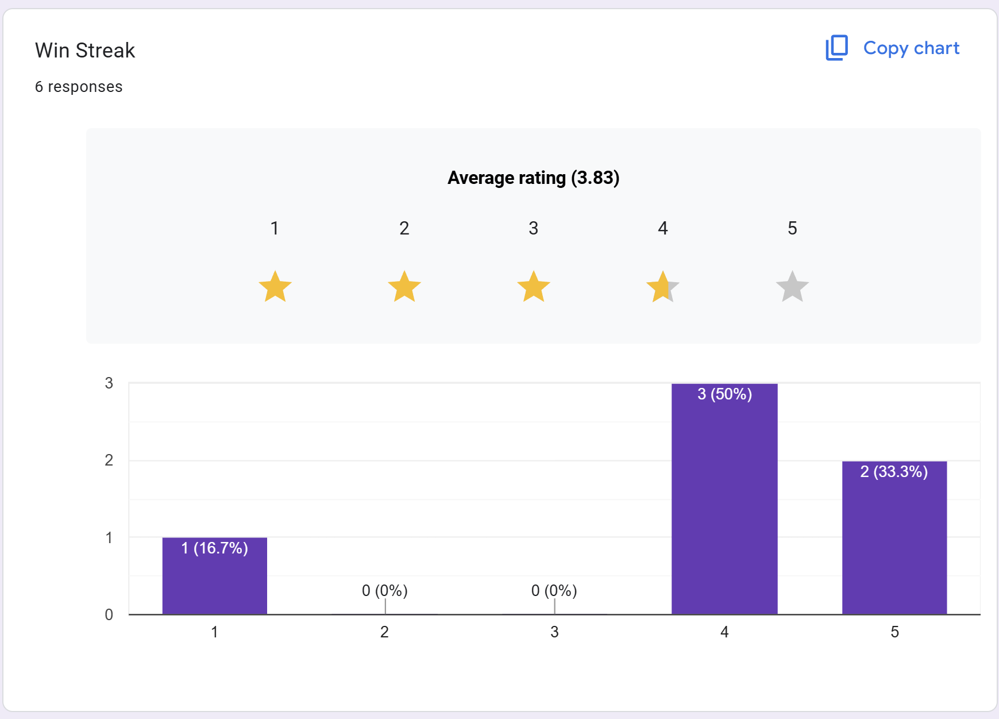 Win Streak
Copy chart
6 responses
Average rating (3.83)
1 2 3 4 5
3
3 (50%)
2
2 (33.3%)
1
1 (16.7%)
0 (0%) 0 (0%)
0
1 2 3 4 5